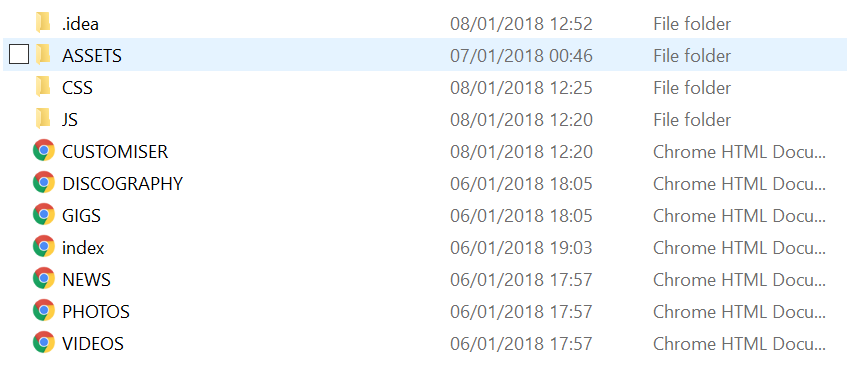 .idea 08/01/2018 12:52 File folder
ASSETS 07/01/2018 00:46 File folder
CSS 08/01/2018 12:25 File folder
JS 08/01/2018 12:20 File folder
CUSTOMISER 08/01/2018 12:20 Chrome HTML Docu...
DISCOGRAPHY 06/01/2018 18:05 Chrome HTML Docu...
GIGS 06/01/2018 18:05 Chrome HTML Docu...
index 06/01/2018 19:03 Chrome HTML Docu...
NEWS 06/01/2018 17:57 Chrome HTML Docu...
PHOTOS 06/01/2018 17:57 Chrome HTML Docu...
VIDEOS 06/01/2018 17:57 Chrome HTML Docu...